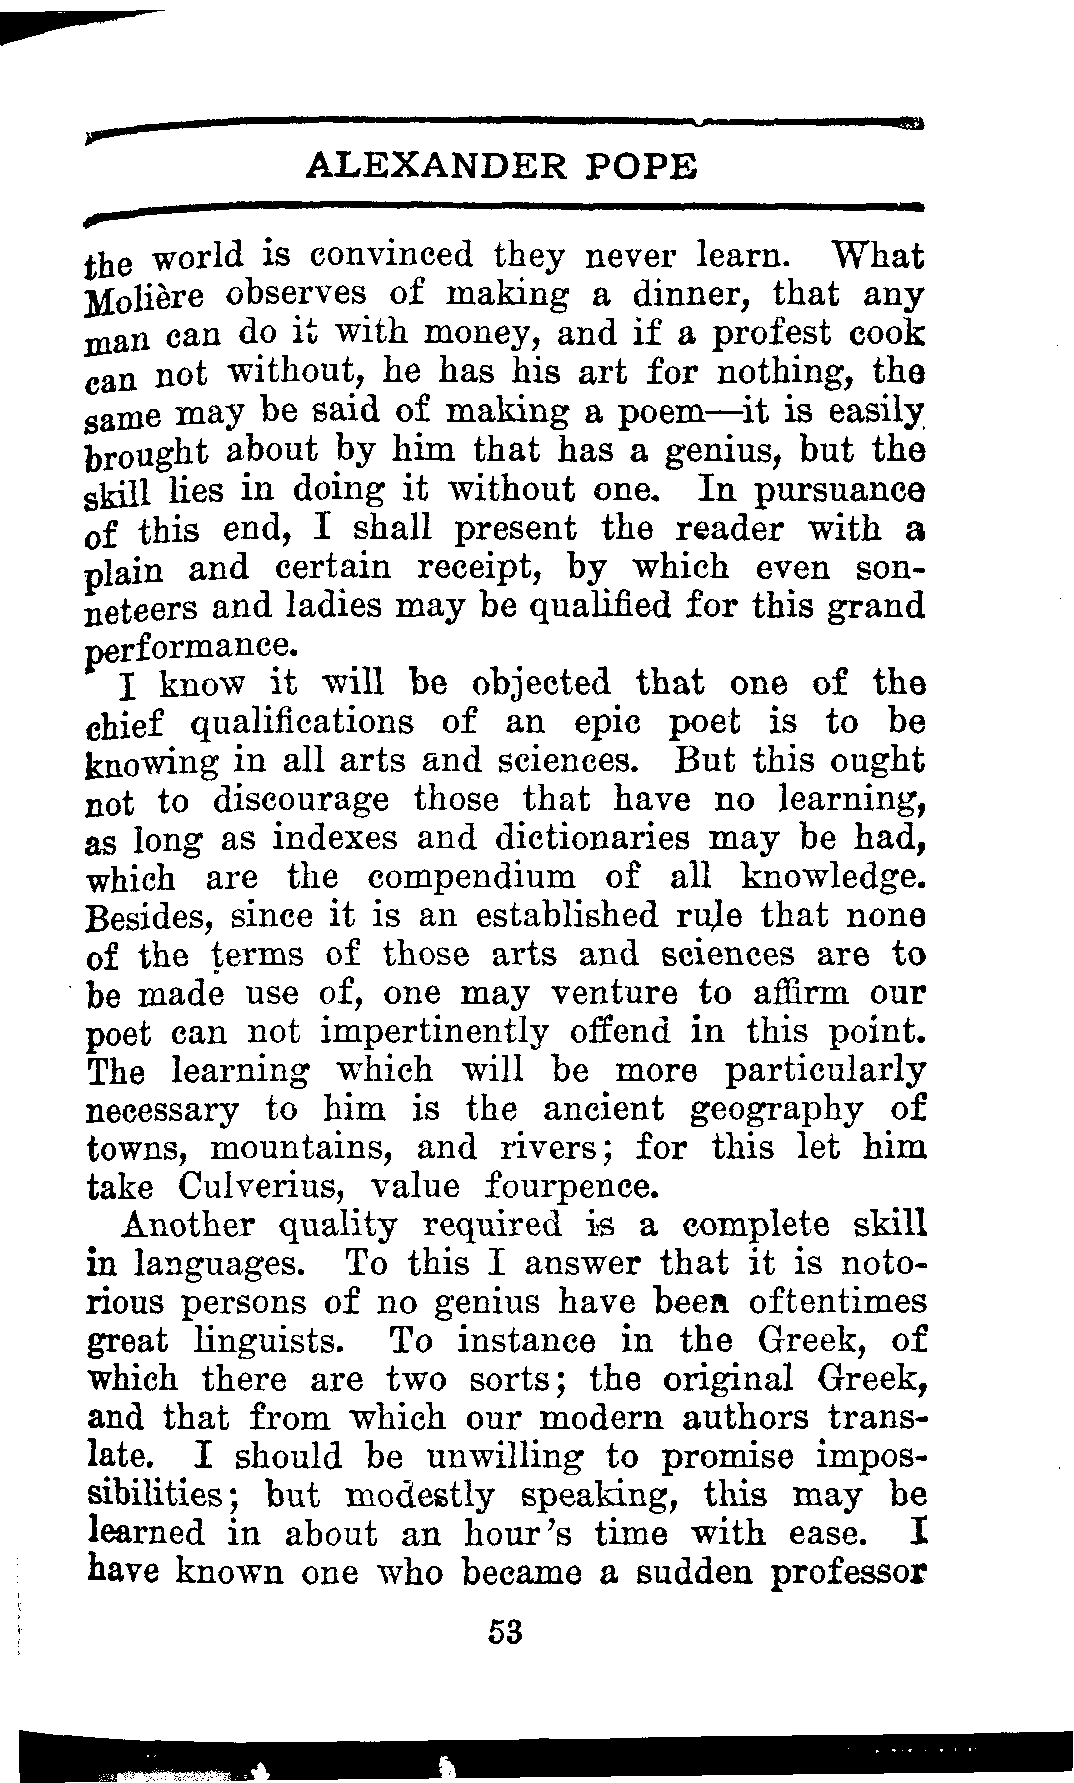 ALEXANDER POPE
the world is convinced they never learn. What
Molière observes of making a dinner, that any
man can do it with money, and if a profest cook
can not without, he has his art for nothing, the
same may be said of making a poem—it is easily
brought about by him that has a genius, but the
skill lies in doing it without one. In pursuance
of this end, I shall present the reader with a
plain and certain receipt, by which even son-
neteers and ladies may be qualified for this grand
performance.
I know it will be objected that one of the
chief qualifications of an epic poet is to be
knowing in all arts and sciences. But this ought
not to discourage those that have no learning,
as long as indexes and dictionaries may be had,
which are the compendium of all knowledge.
Besides, since it is an established rule that none
of the terms of those arts and sciences are to
be made use of, one may venture to affirm our
poet can not impertinently offend in this point.
The learning which will be more particularly
necessary to him is the ancient geography of
towns, mountains, and rivers; for this let him
take Culverius, value fourpence.
Another quality required is a complete skill
in languages. To this I answer that it is noto-
rious persons of no genius have been oftentimes
great linguists. To instance in the Greek, of
which there are two sorts; the original Greek,
and that from which our modern authors trans-
late. I should be unwilling to promise impos-
sibilities; but modestly speaking, this may be
learned in about an hour's time with ease. I
have known one who became a sudden professor
53